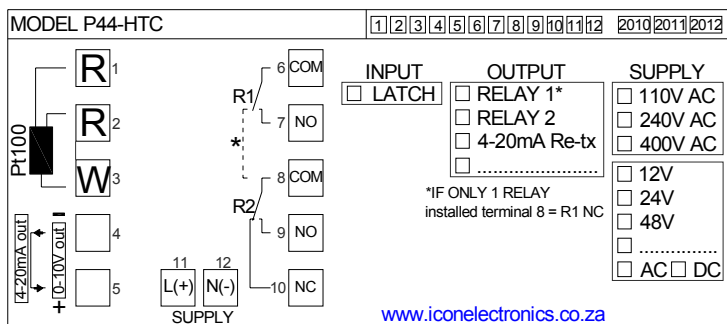 MODEL P44-HTC
1 2 3 4 5 6 7 8 9 10 11 12 2010 2011 2012
Pt100
R 1
R 2
W 3
4
5
4-20mA out
- 0-10V out +
11 12
L(+) N(-)
SUPPLY
R1
*
R2
6 COM
7 NO
8 COM
9 NO
10 NC
INPUT
LATCH
OUTPUT
RELAY 1*
RELAY 2
4-20mA Re-tx
........................
*IF ONLY 1 RELAY
installed terminal 8 = R1 NC
SUPPLY
110V AC
240V AC
400V AC
12V
24V
48V
...............
AC DC
www.iconelectronics.co.za